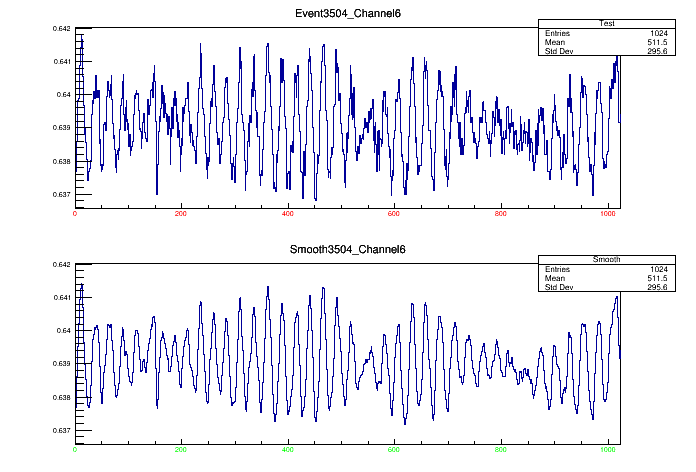 Event3504_Channel6
Test
Entries 1024
Mean 511.5
Std Dev 295.6
0.642
0.641
0.64
0.639
0.638
0.637
0 200 400 600 800 1000
Smooth3504_Channel6
Smooth
Entries 1024
Mean 511.5
Std Dev 295.6
0.642
0.641
0.64
0.639
0.638
0.637
0 200 400 600 800 1000